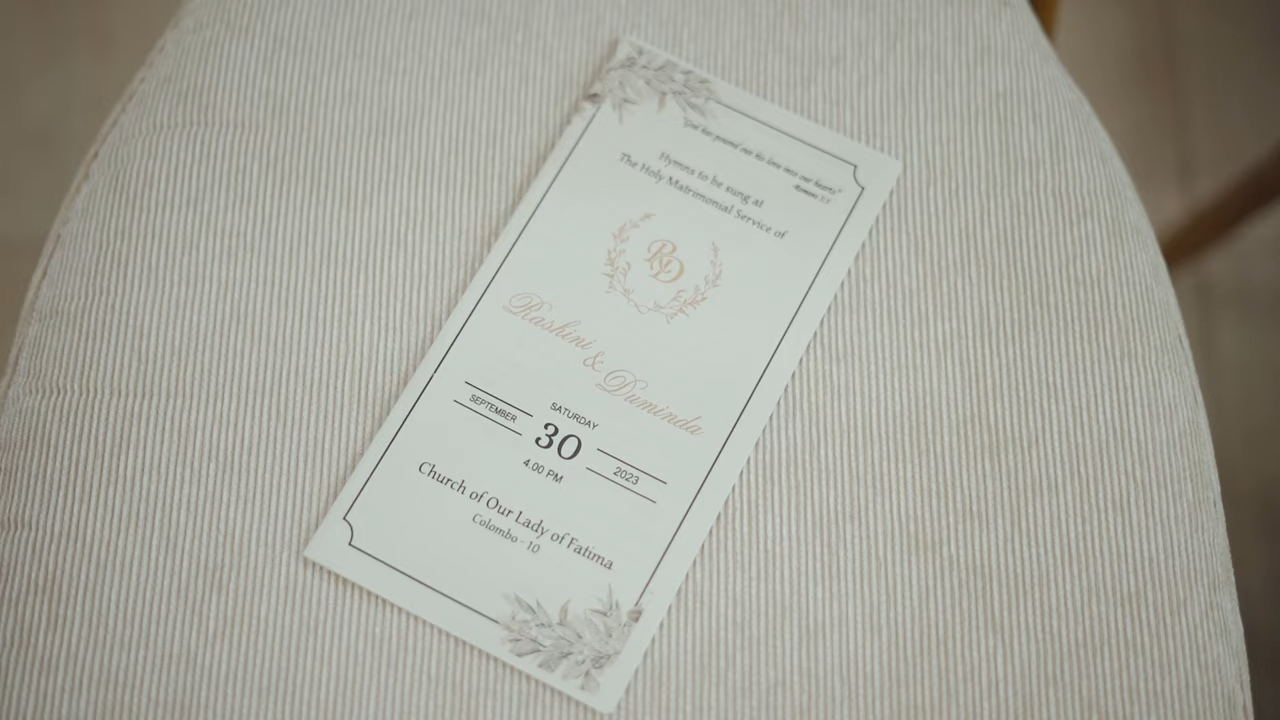 "God has poured out his love into our hearts"
-Romans 5:5
Hymns to be sung at
The Holy Matrimonial Service of
R&D
Rashini & Duminda
SATURDAY
SEPTEMBER 30 2023
4.00 PM
Church of Our Lady of Fatima
Colombo - 10